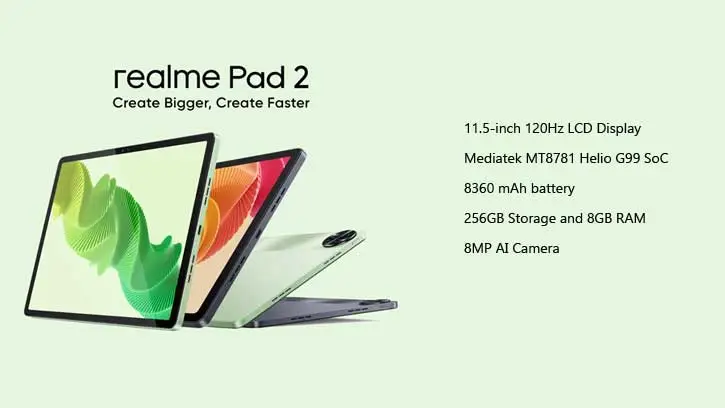 realme Pad 2
Create Bigger, Create Faster
11.5-inch 120Hz LCD Display
Mediatek MT8781 Helio G99 SoC
8360 mAh battery
256GB Storage and 8GB RAM
8MP AI Camera